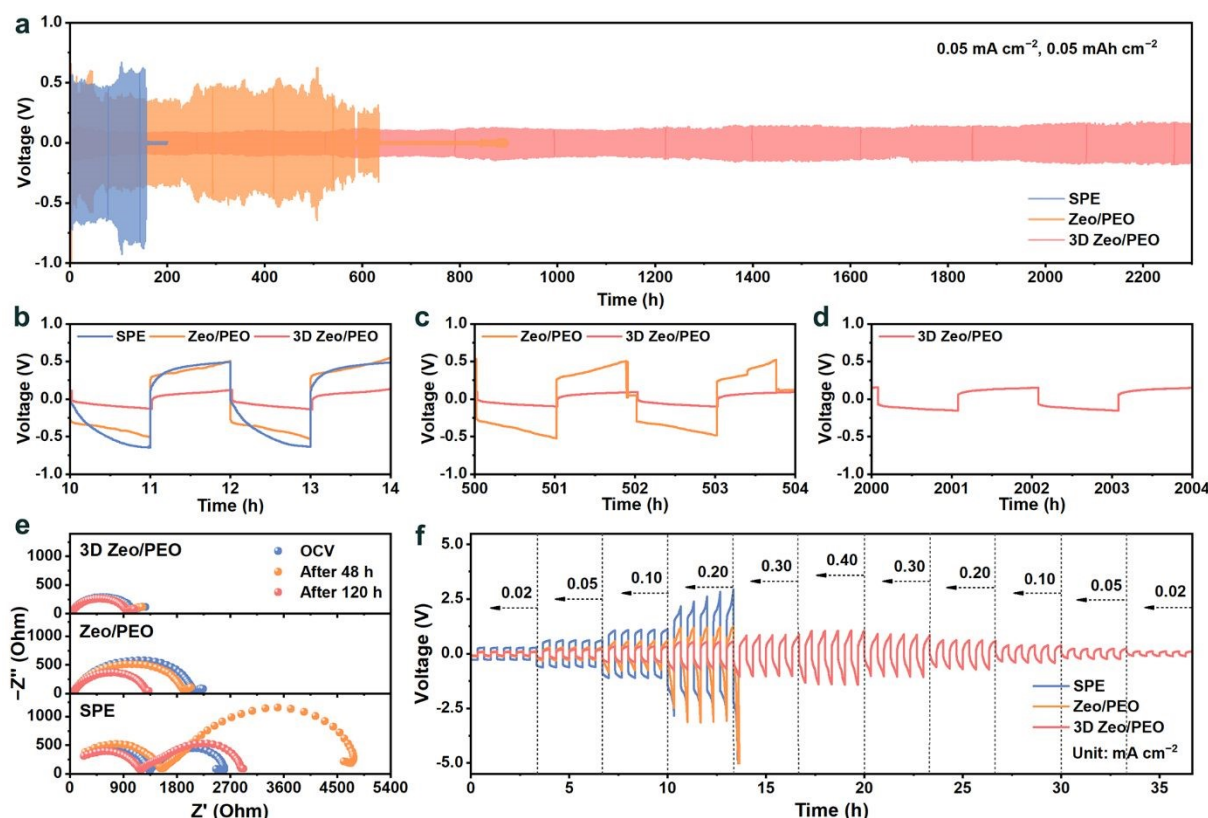 a
1.0
0.5
0.0
-0.5
-1.0
Voltage (V)
0.05 mA cm⁻², 0.05 mAh cm⁻²
SPE
Zeo/PEO
3D Zeo/PEO
0 200 400 600 800 1000 1200 1400 1600 1800 2000 2200
Time (h)
b
1.0
0.5
0.0
-0.5
-1.0
Voltage (V)
SPE Zeo/PEO 3D Zeo/PEO
10 11 12 13 14
Time (h)
c
1.0
0.5
0.0
-0.5
-1.0
Voltage (V)
Zeo/PEO 3D Zeo/PEO
500 501 502 503 504
Time (h)
d
1.0
0.5
0.0
-0.5
-1.0
Voltage (V)
3D Zeo/PEO
2000 2001 2002 2003 2004
Time (h)
e
−Z'' (Ohm)
1000
500
0
3D Zeo/PEO
OCV
After 48 h
After 120 h
1000
500
0
Zeo/PEO
1000
500
0
SPE
0 900 1800 2700 3600 4500 5400
Z' (Ohm)
f
5.0
2.5
0.0
-2.5
-5.0
Voltage (V)
0.02 0.05 0.10 0.20 0.30 0.40 0.30 0.20 0.10 0.05 0.02
SPE
Zeo/PEO
3D Zeo/PEO
Unit: mA cm⁻²
0 5 10 15 20 25 30 35
Time (h)